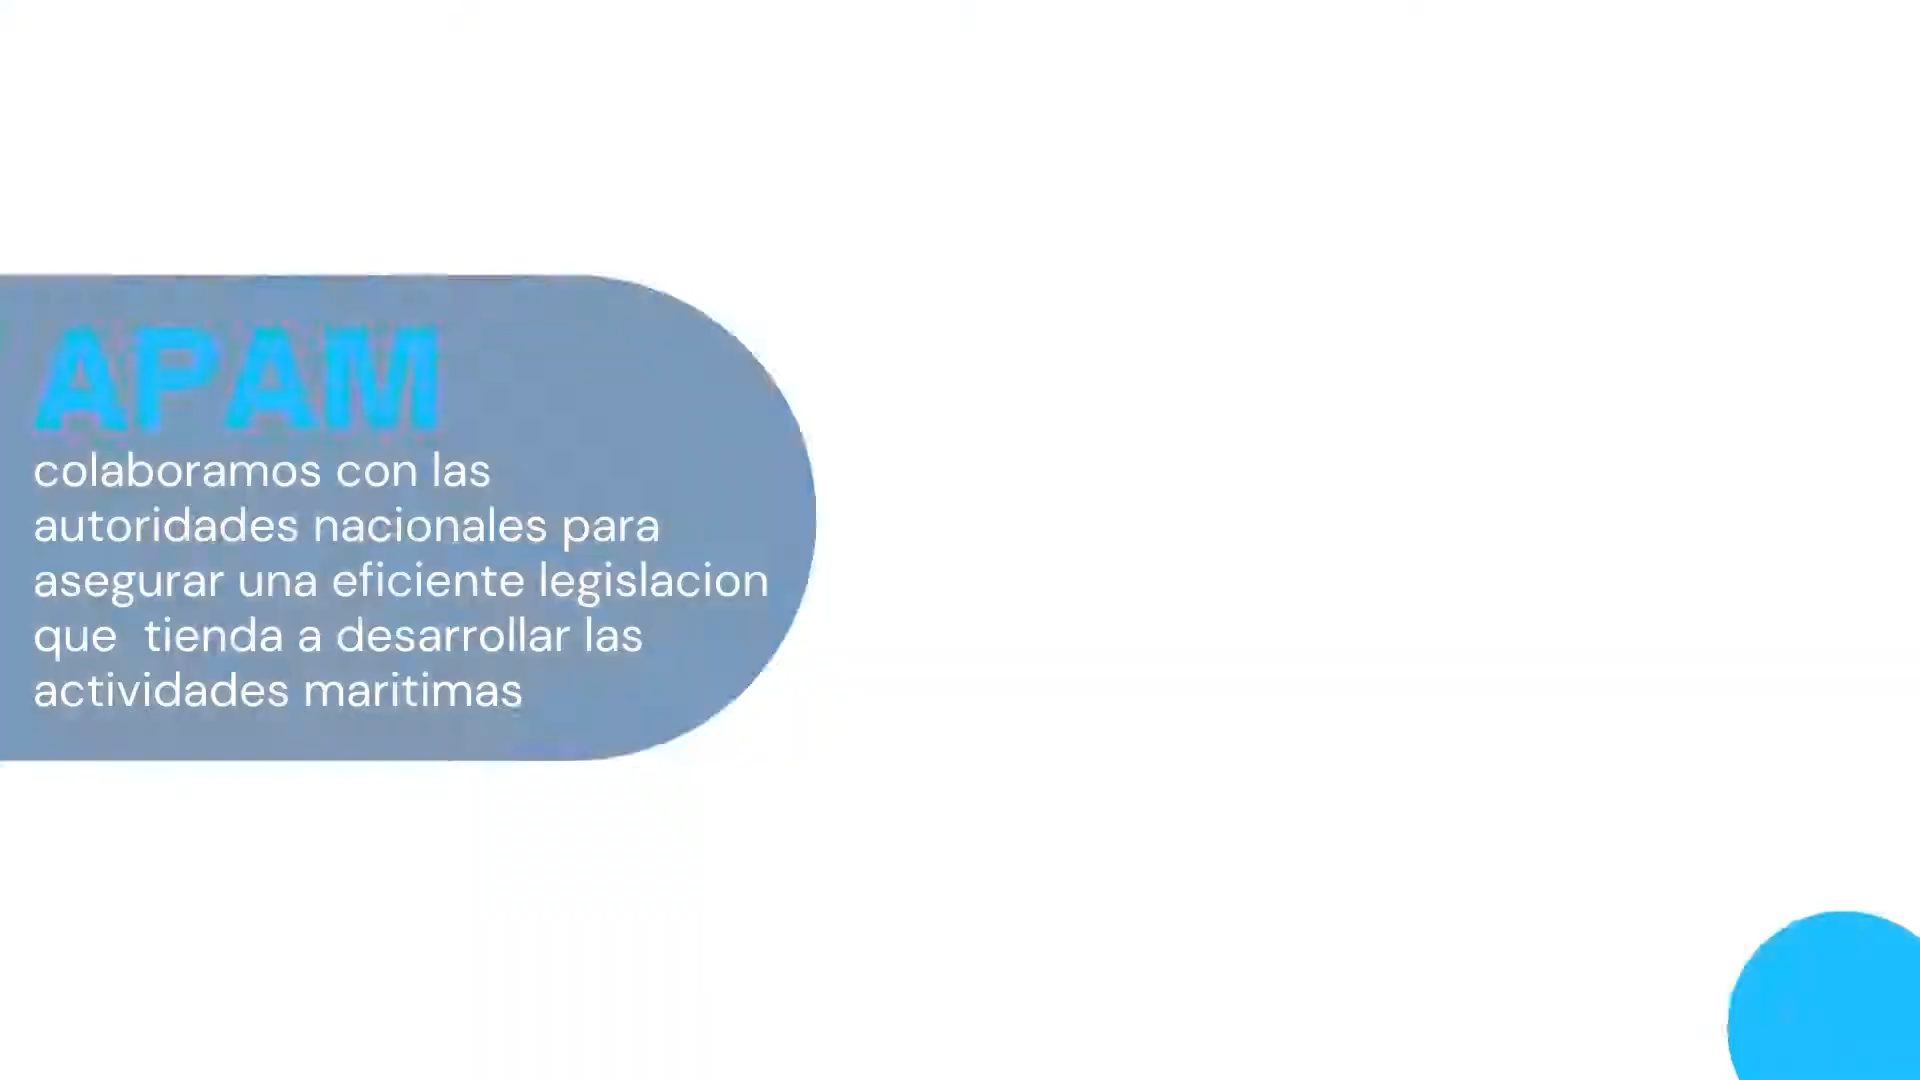 APAM
colaboramos con las
autoridades nacionales para
asegurar una eficiente legislacion
que  tienda a desarrollar las
actividades maritimas